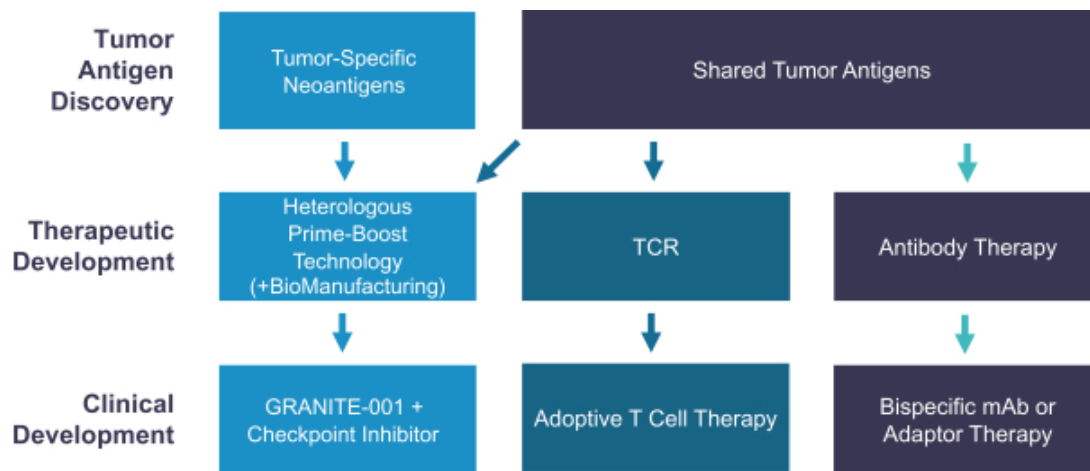 Tumor
Antigen
Discovery
Tumor-Specific
Neoantigens
Shared Tumor Antigens
Therapeutic
Development
Heterologous
Prime-Boost
Technology
(+BioManufacturing)
TCR
Antibody Therapy
Clinical
Development
GRANITE-001 +
Checkpoint Inhibitor
Adoptive T Cell Therapy
Bispecific mAb or
Adaptor Therapy